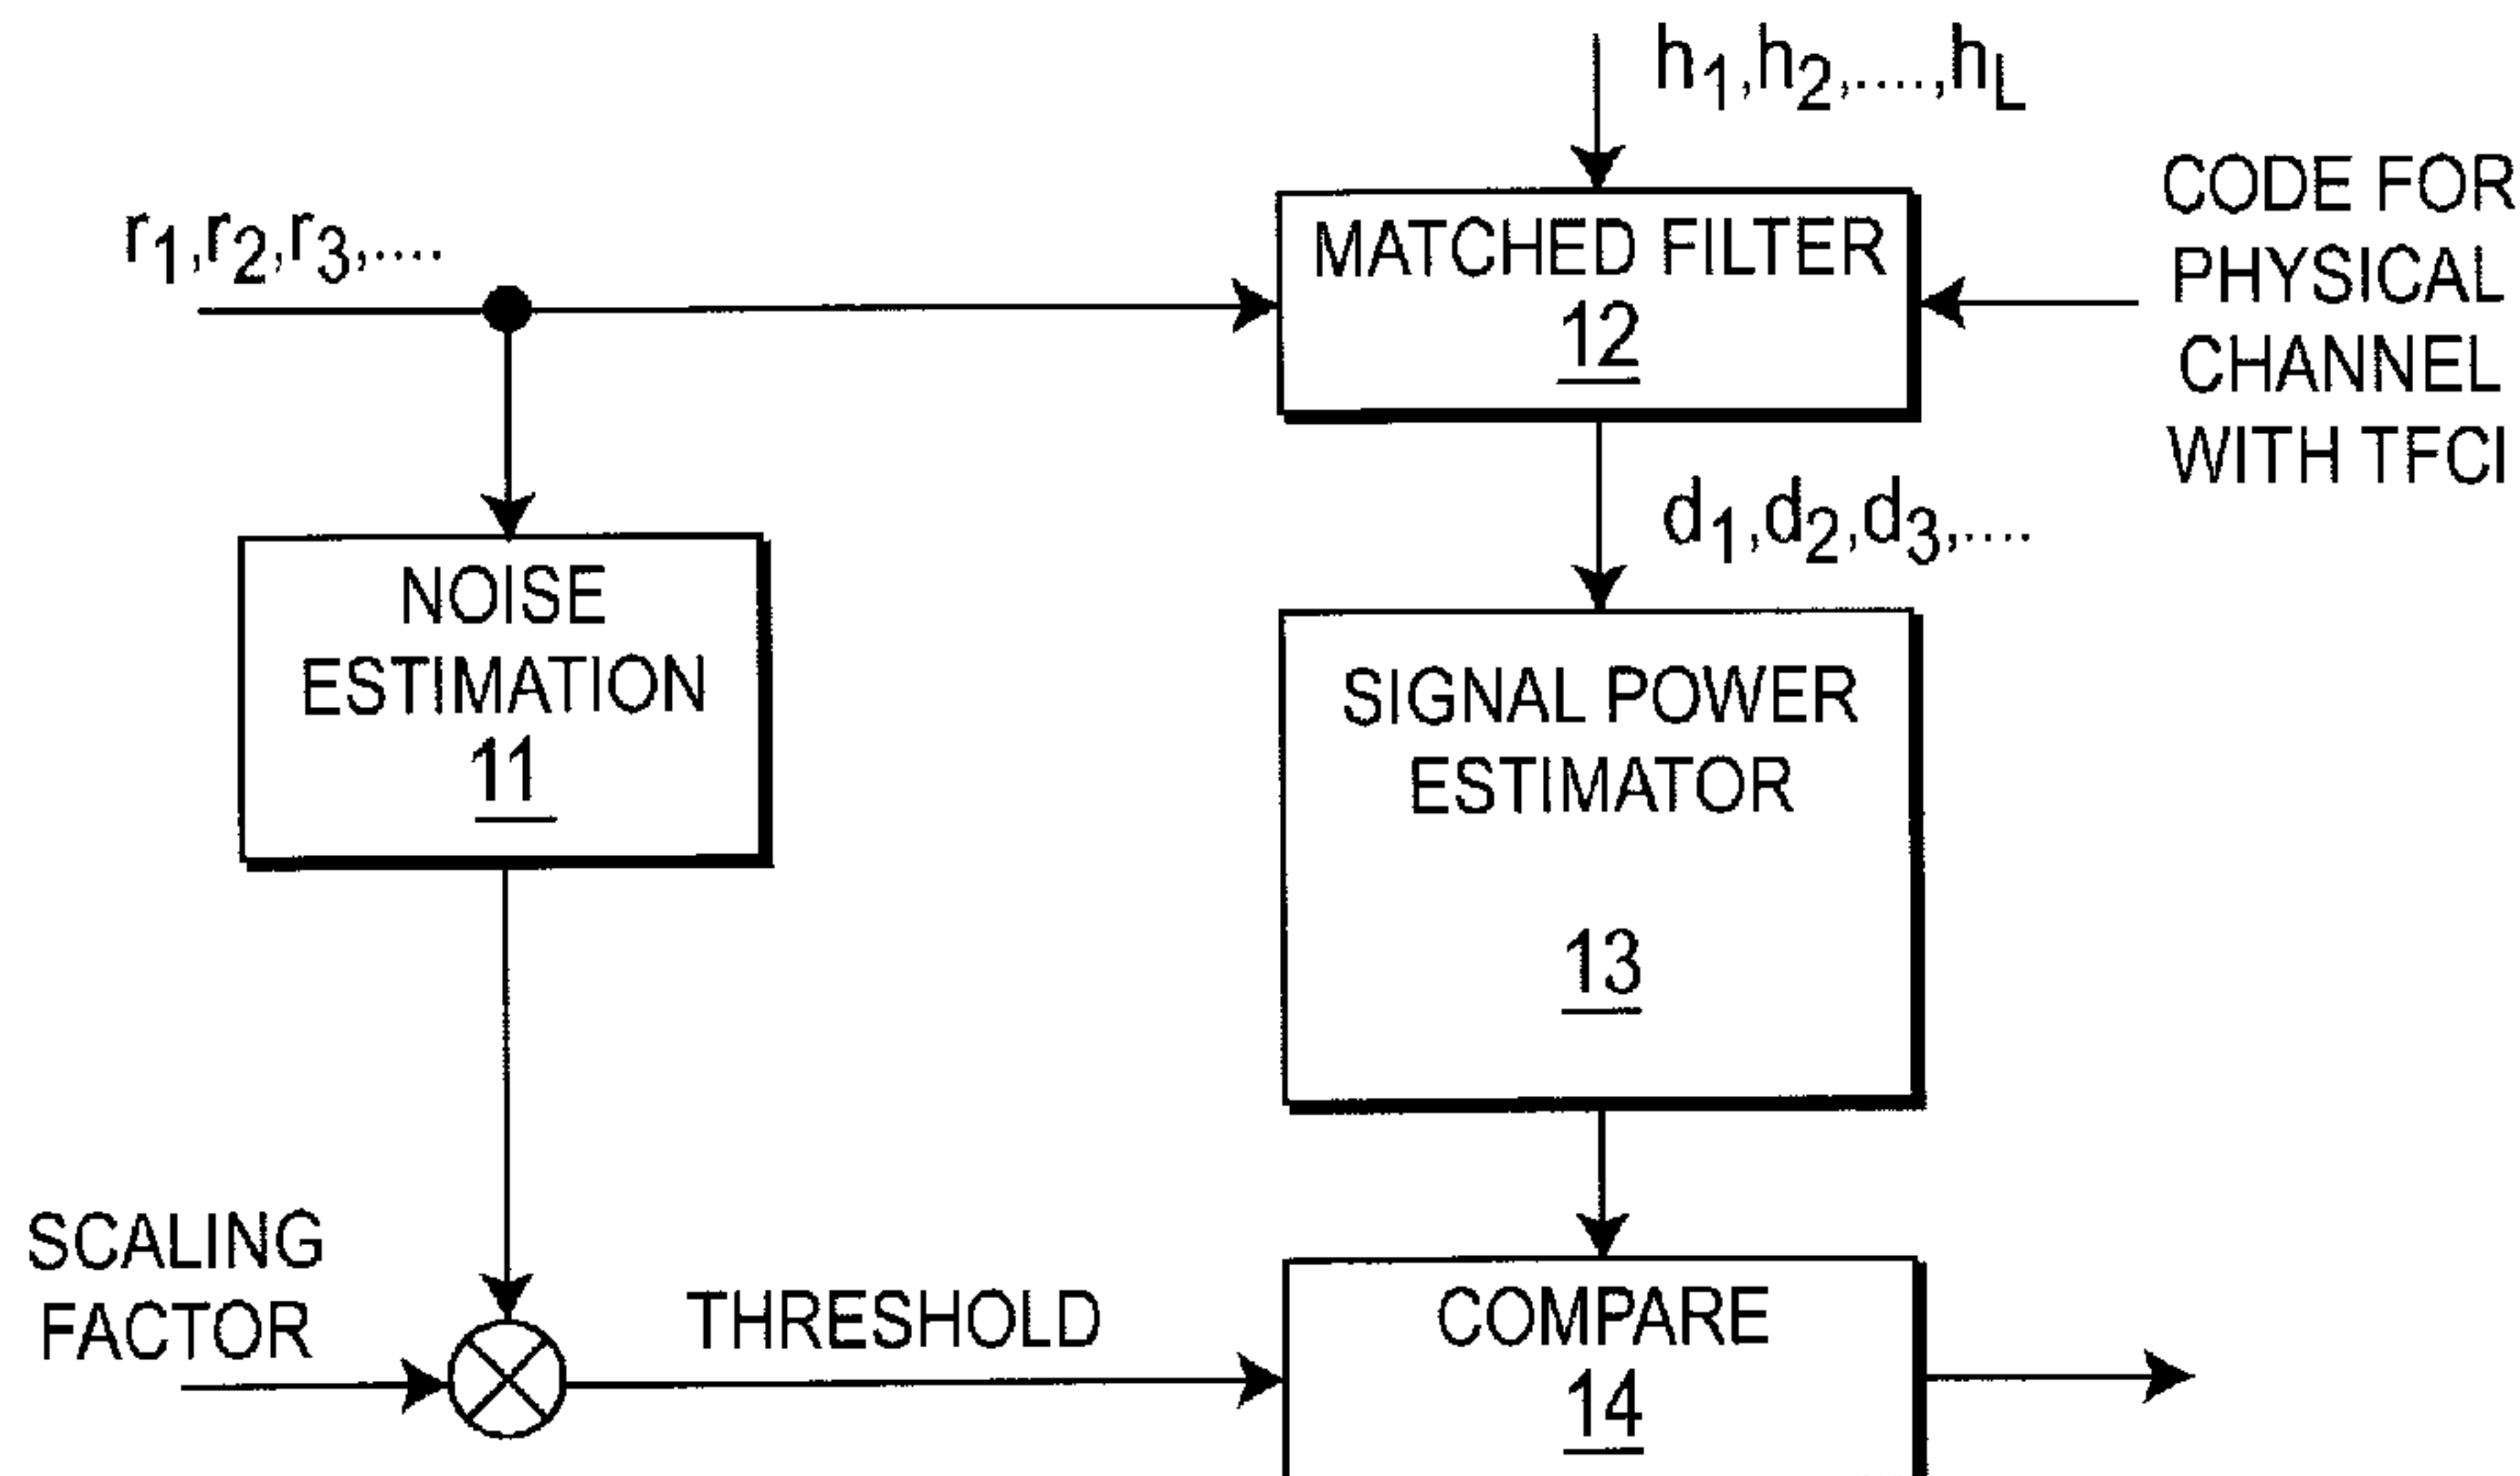 h1,h2,....,hL
r1,r2,r3,....
MATCHED FILTER
12
CODE FOR
PHYSICAL
CHANNEL
WITH TFCI
d1,d2,d3,....
NOISE
ESTIMATION
11
SIGNAL POWER
ESTIMATOR
13
SCALING
FACTOR
THRESHOLD
COMPARE
14